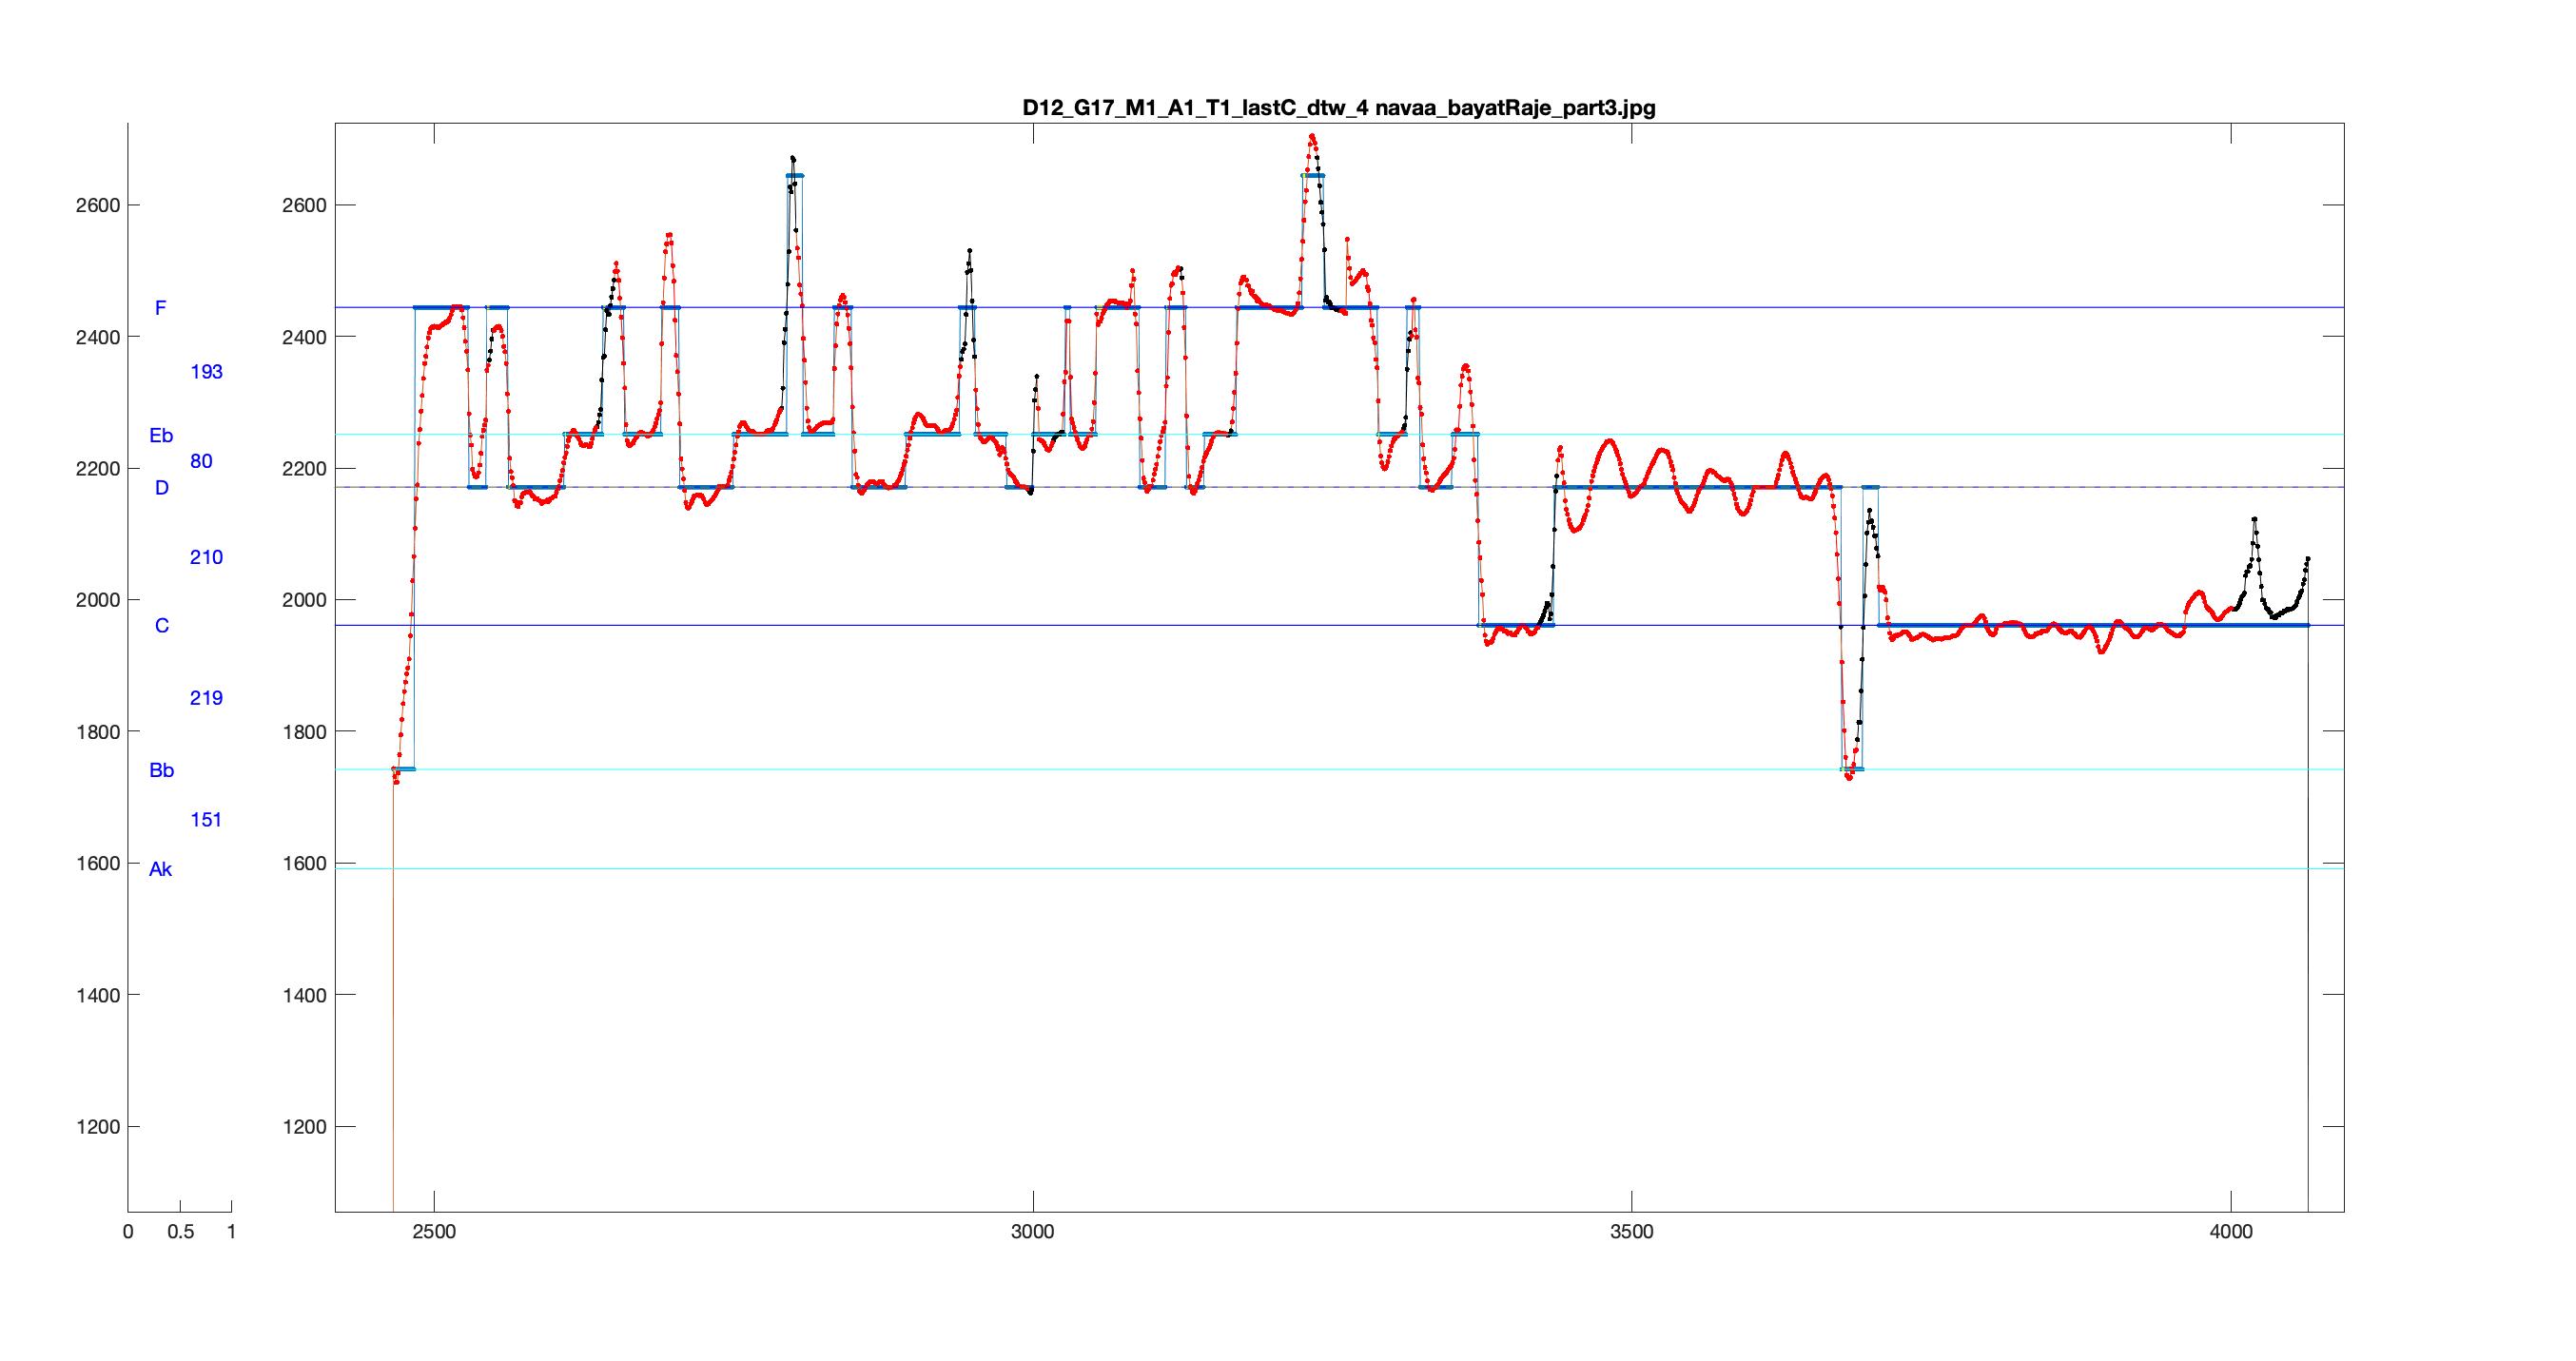 D12_G17_M1_A1_T1_lastC_dtw_4 navaa_bayatRaje_part3.jpg
2600 2600
F
2400 2400
193
Eb
80
2200 2200
D
210
2000 2000
C
219
1800 1800
Bb
151
1600 1600
Ak
1400 1400
1200 1200
0 0.5 1 2500 3000 3500 4000